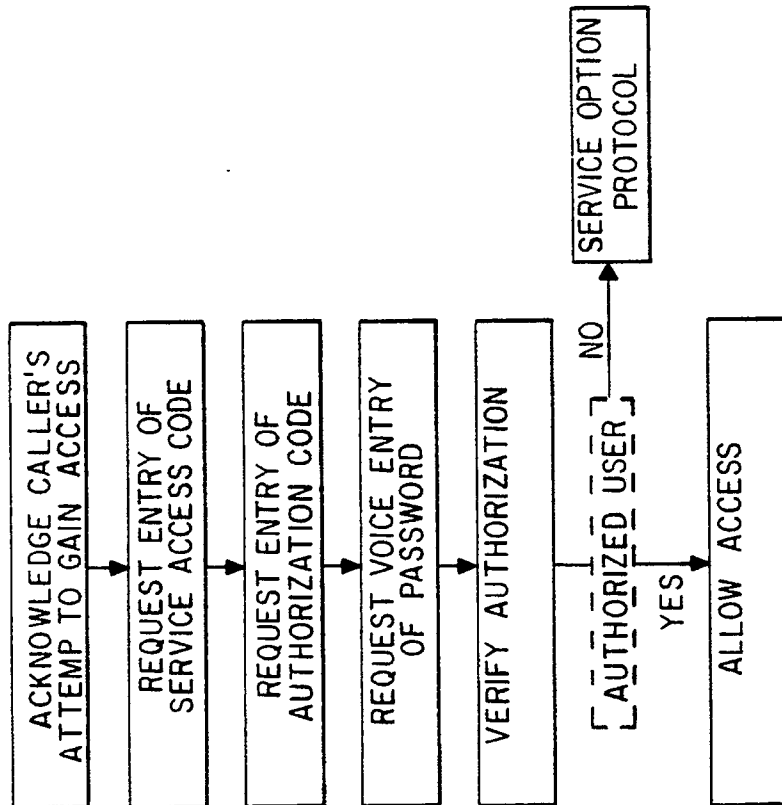 ACKNOWLEDGE CALLER'S
ATTEMP TO GAIN ACCESS
REQUEST ENTRY OF
SERVICE ACCESS CODE
REQUEST ENTRY OF
AUTHORIZATION CODE
REQUEST VOICE ENTRY
OF PASSWORD
VERIFY AUTHORIZATION
AUTHORIZED USER
NO
SERVICE OPTION
PROTOCOL
YES
ALLOW ACCESS